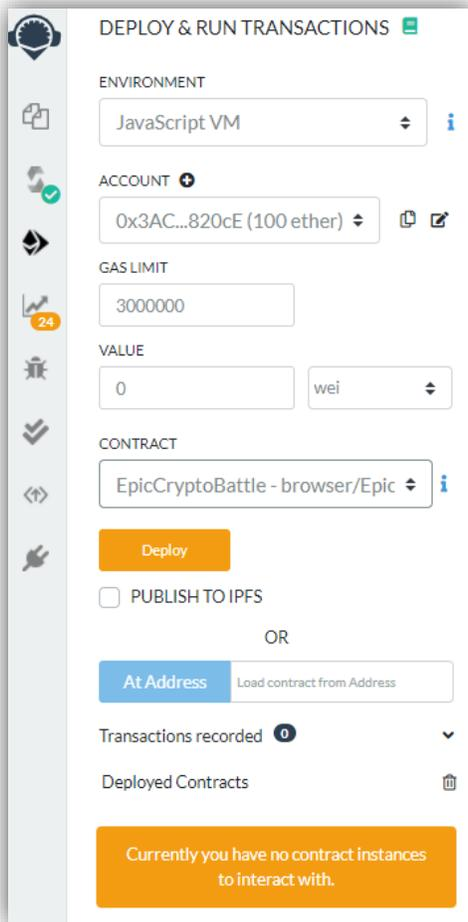 DEPLOY & RUN TRANSACTIONS
ENVIRONMENT
JavaScript VM
i
ACCOUNT
0x3AC...820cE (100 ether)
GAS LIMIT
3000000
24
VALUE
0 wei
CONTRACT
EpicCryptoBattle - browser/Epic
i
Deploy
PUBLISH TO IPFS
OR
At Address Load contract from Address
Transactions recorded 0
Deployed Contracts
Currently you have no contract instances
to interact with.